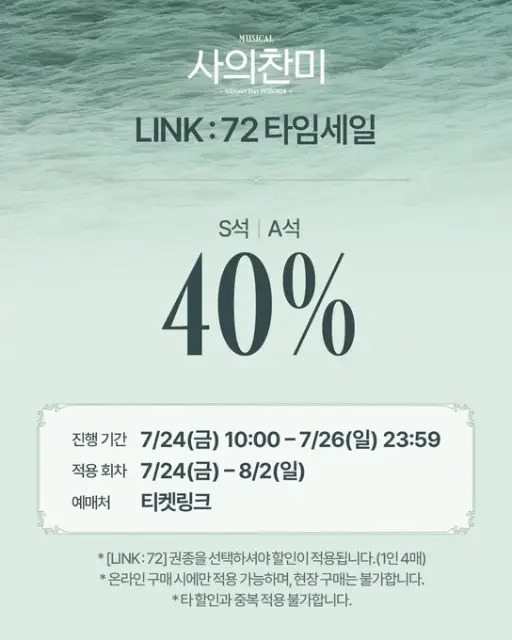 MUSICAL
사의찬미
LINK : 72 타임세일
S석 | A석
40%
진행 기간 7/24(금) 10:00 – 7/26(일) 23:59
적용 회차 7/24(금) – 8/2(일)
예매처 티켓링크
* [LINK : 72] 권종을 선택하셔야 할인이 적용됩니다.(1인 4매)
* 온라인 구매 시에만 적용 가능하며, 현장 구매는 불가합니다.
* 타 할인과 중복 적용 불가합니다.